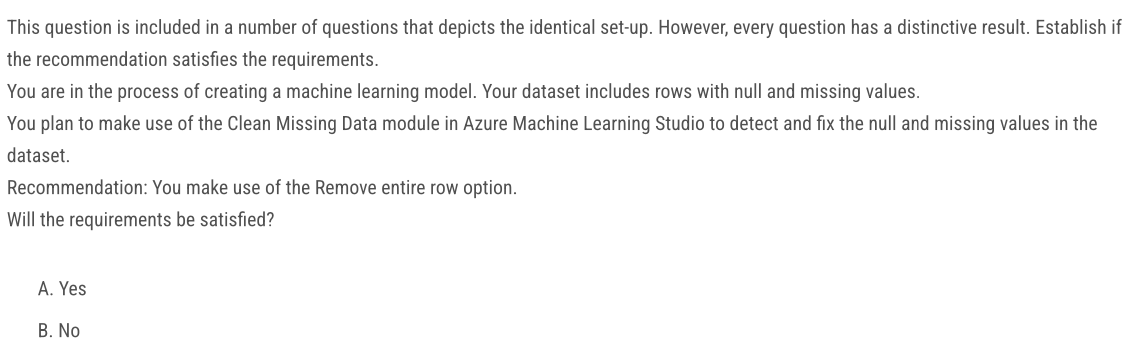 This question is included in a number of questions that depicts the identical set-up. However, every question has a distinctive result. Establish if
the recommendation satisfies the requirements.
You are in the process of creating a machine learning model. Your dataset includes rows with null and missing values.
You plan to make use of the Clean Missing Data module in Azure Machine Learning Studio to detect and fix the null and missing values in the
dataset.
Recommendation: You make use of the Remove entire row option.
Will the requirements be satisfied?
A. Yes
B. No